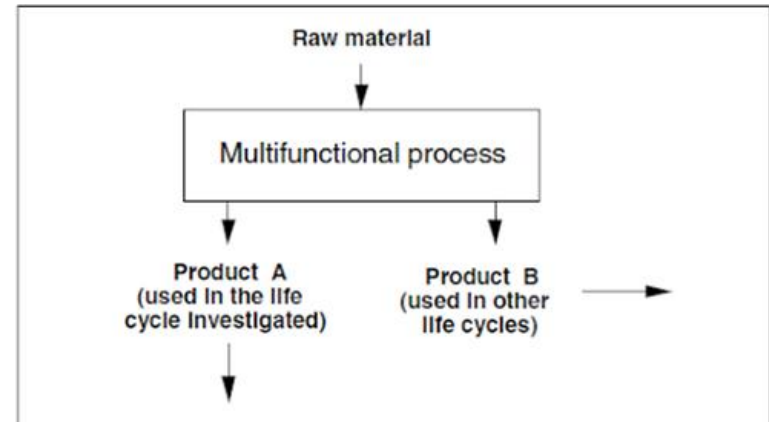 Raw material
Multifunctional process
Product A
(used in the life
cycle investigated)
Product B
(used in other
life cycles)